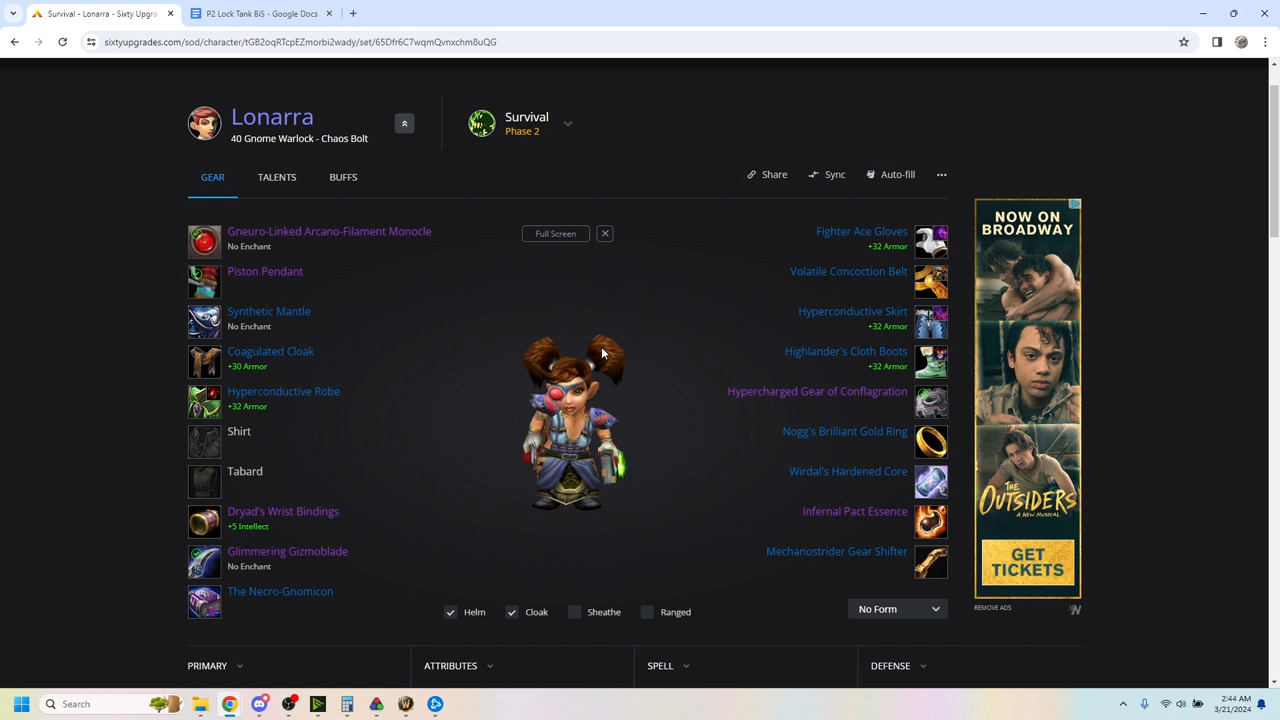 Survival - Lonarra - Sixty Upgra
P2 Lock Tank BiS - Google Docs
sixtyupgrades.com/sod/character/tGB2oqRTcpEZmorbi2wady/set/65Dfr6C7wqmQvnxchm8uQG
Lonarra
40 Gnome Warlock - Chaos Bolt
Survival
Phase 2
GEAR
TALENTS
BUFFS
Share
Sync
Auto-fill
Full Screen
Gneuro-Linked Arcano-Filament Monocle
No Enchant
Piston Pendant
Synthetic Mantle
No Enchant
Coagulated Cloak
+30 Armor
Hyperconductive Robe
+32 Armor
Shirt
Tabard
Dryad's Wrist Bindings
+5 Intellect
Glimmering Gizmoblade
No Enchant
The Necro-Gnomicon
Fighter Ace Gloves
+32 Armor
Volatile Concoction Belt
Hyperconductive Skirt
+32 Armor
Highlander's Cloth Boots
+32 Armor
Hypercharged Gear of Conflagration
Nogg's Brilliant Gold Ring
Wirdal's Hardened Core
Infernal Pact Essence
Mechanostrider Gear Shifter
Helm
Cloak
Sheathe
Ranged
No Form
NOW ON
BROADWAY
THE
OUTSIDERS
A NEW MUSICAL
GET
TICKETS
REMOVE ADS
PRIMARY
ATTRIBUTES
SPELL
DEFENSE
Search
2:44 AM
3/21/2024